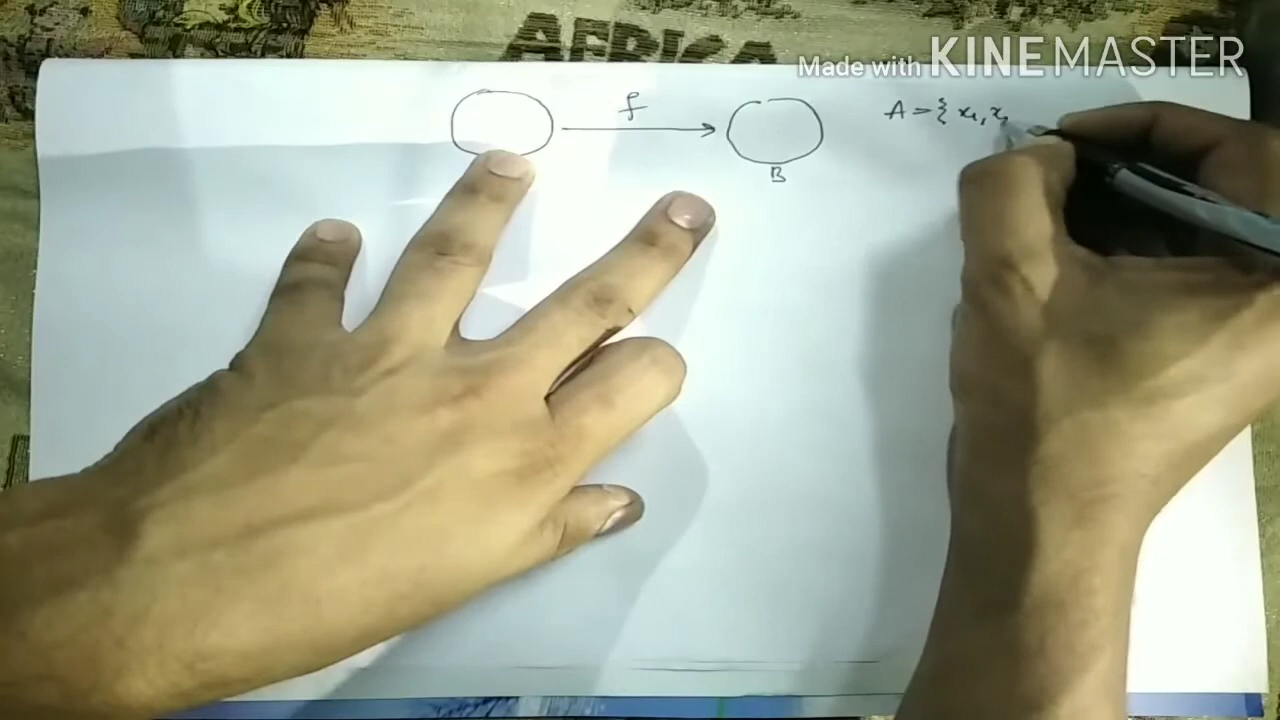 AFRICA
Made with KINEMASTER
f
A = { x₁, x₂
B